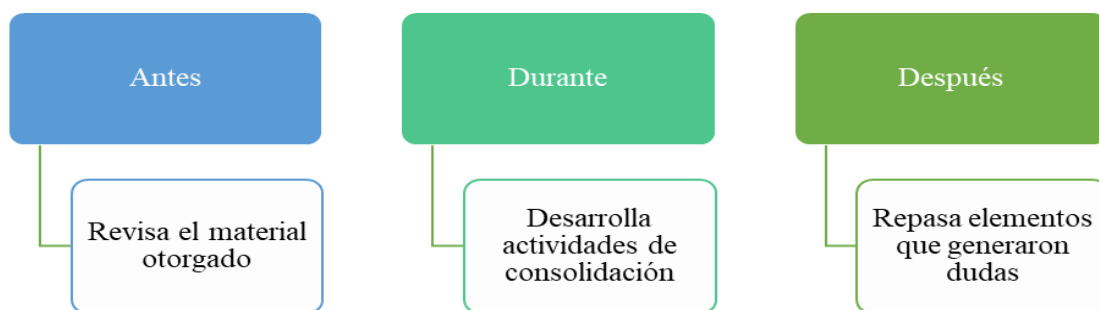 Antes
Durante
Después
Revisa el material
otorgado
Desarrolla
actividades de
consolidación
Repasa elementos
que generaron
dudas